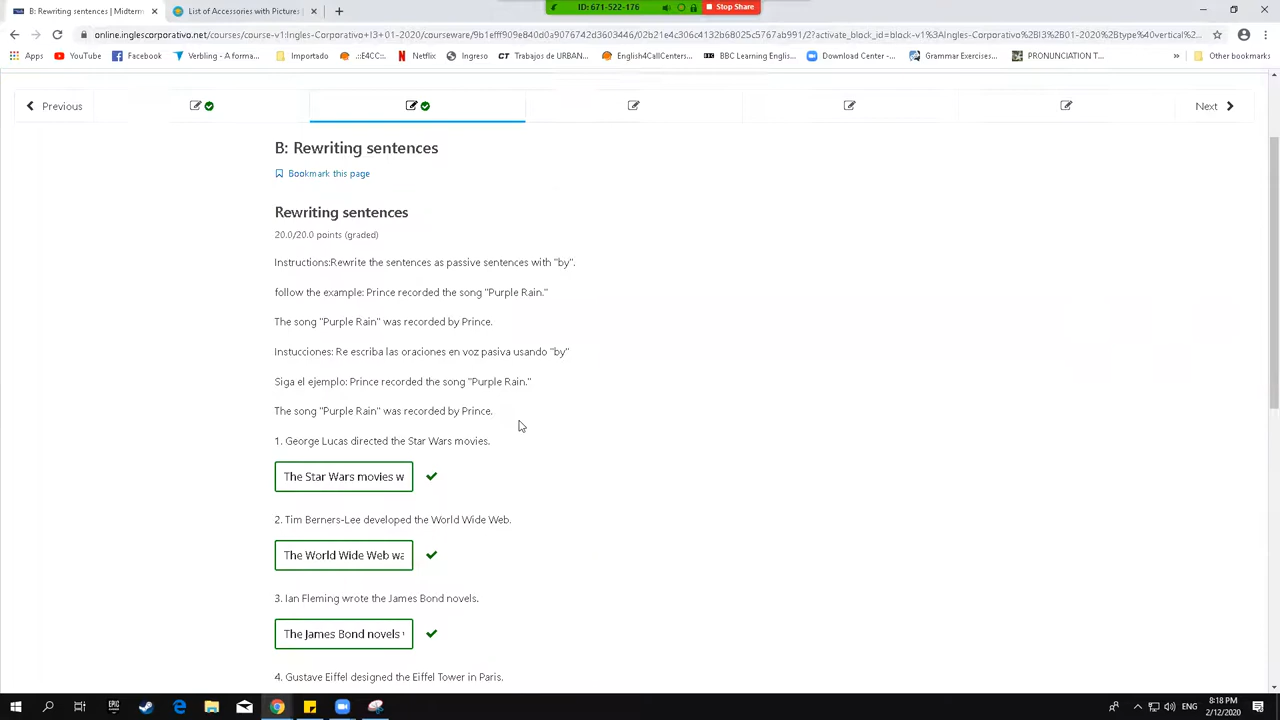 B: Rewriting sentences | Midterm
List of Accessories with Pictures
ID: 671-522-176
Stop Share
online.inglescorporativo.net/courses/course-v1:Ingles-Corporativo+I3+01-2020/courseware/
Apps YouTube Facebook Verbling - A forma... Importado .::E4CC::. Netflix Ingreso Trabajos de URBAN... English4CallCenters... BBC Learning Engli... Download Center -... Grammar Exercises... PRONUNCIATION T... » Other bookmarks
Previous
Next
B: Rewriting sentences
Bookmark this page
Rewriting sentences
20.0/20.0 points (graded)
Instructions:Rewrite the sentences as passive sentences with "by".
follow the example: Prince recorded the song "Purple Rain."
The song "Purple Rain" was recorded by Prince.
Instucciones: Re escriba las oraciones en voz pasiva usando "by"
Siga el ejemplo: Prince recorded the song "Purple Rain."
The song "Purple Rain" was recorded by Prince.
1. George Lucas directed the Star Wars movies.
The Star Wars movies w
2. Tim Berners-Lee developed the World Wide Web.
The World Wide Web wa
3. Ian Fleming wrote the James Bond novels.
The James Bond novels
4. Gustave Eiffel designed the Eiffel Tower in Paris.
ENG
8:18 PM
2/12/2020